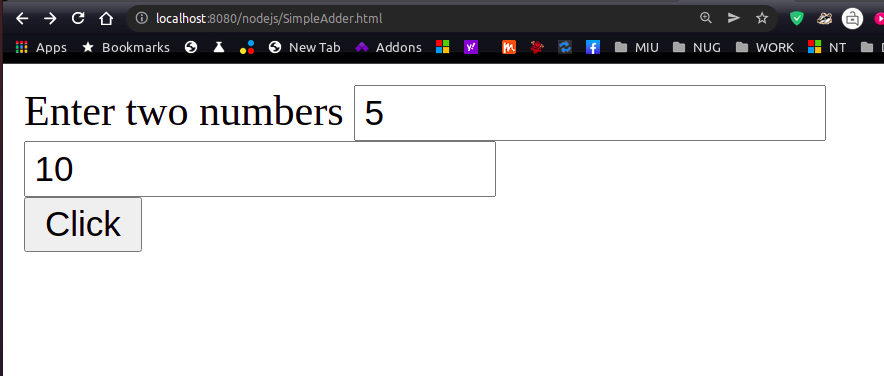 localhost:8080/nodejs/SimpleAdder.html
Apps Bookmarks New Tab Addons MIU NUG WORK NT
Enter two numbers 5
10
Click